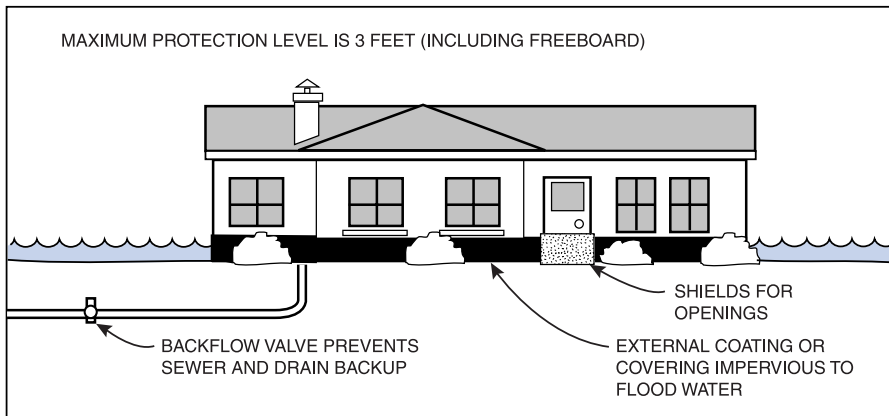 MAXIMUM PROTECTION LEVEL IS 3 FEET (INCLUDING FREEBOARD)
SHIELDS FOR
OPENINGS
BACKFLOW VALVE PREVENTS
SEWER AND DRAIN BACKUP
EXTERNAL COATING OR
COVERING IMPERVIOUS TO
FLOOD WATER